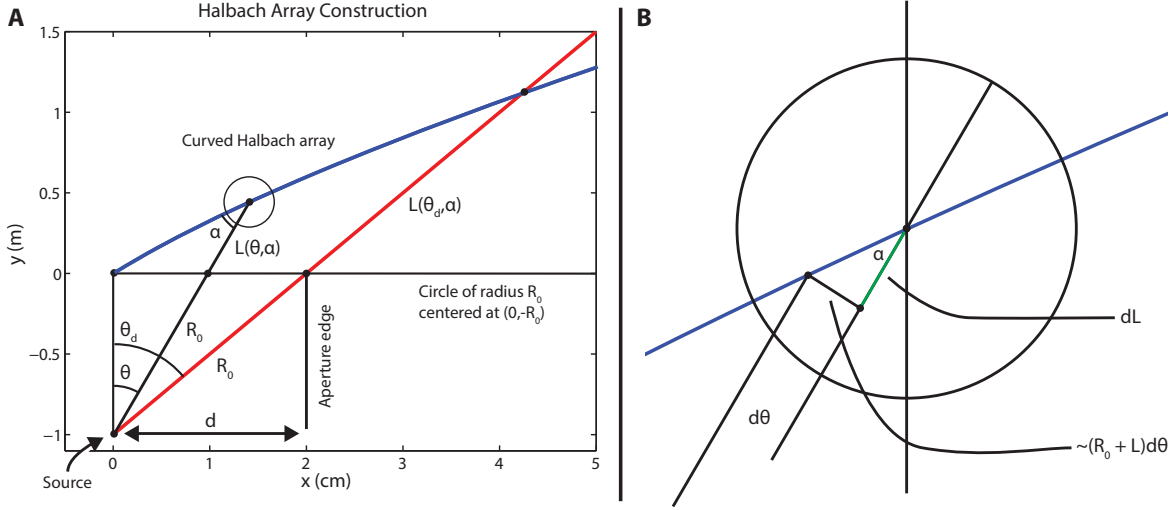 A
Halbach Array Construction
1.5
1
0.5
0
−0.5
−1
y (m)
Curved Halbach array
α
L(θ,α)
L(θd,α)
Circle of radius R0
centered at (0,-R0)
θd
θ
R0
R0
Aperture edge
d
Source
0
1
2
3
4
5
x (cm)
B
α
dL
dθ
~(R0 + L)dθ